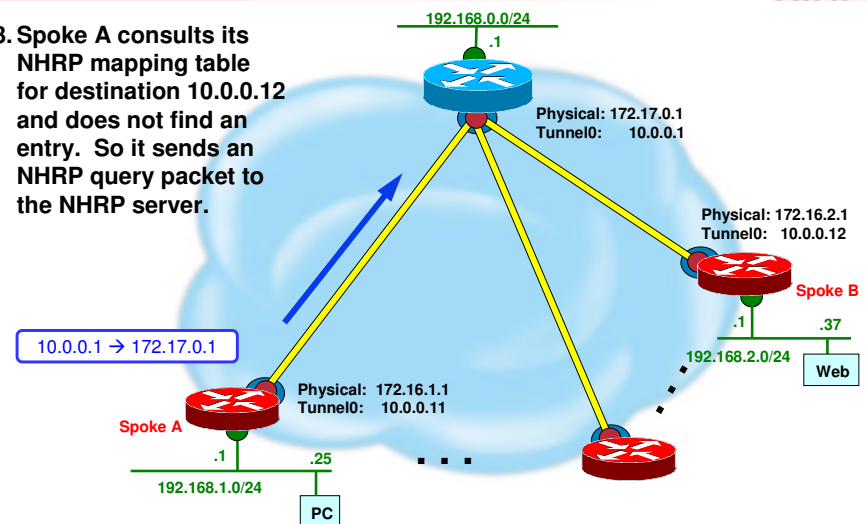 3. Spoke A consults its
NHRP mapping table
for destination 10.0.0.12
and does not find an
entry. So it sends an
NHRP query packet to
the NHRP server.
192.168.0.0/24
.1
Physical: 172.17.0.1
Tunnel0: 10.0.0.1
Physical: 172.16.2.1
Tunnel0: 10.0.0.12
Spoke B
.1
.37
192.168.2.0/24
Web
10.0.0.1 → 172.17.0.1
Physical: 172.16.1.1
Tunnel0: 10.0.0.11
Spoke A
.1
.25
192.168.1.0/24
PC
. . .
. . .